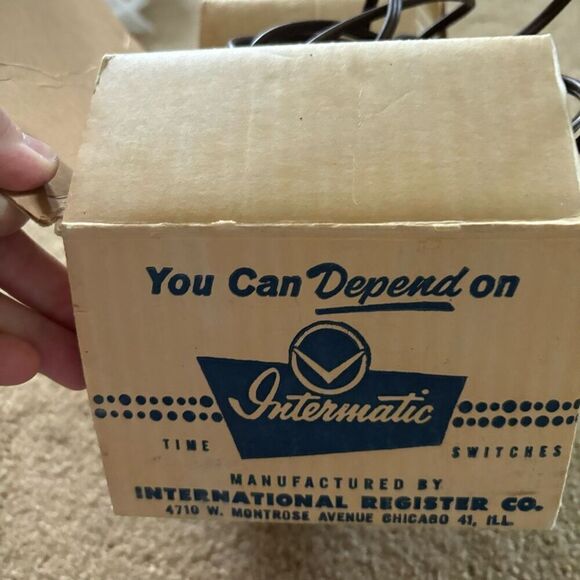 You Can Depend on
Intermatic
TIME SWITCHES
MANUFACTURED BY
INTERNATIONAL REGISTER CO.
4710 W. MONTROSE AVENUE CHICAGO 41, ILL.